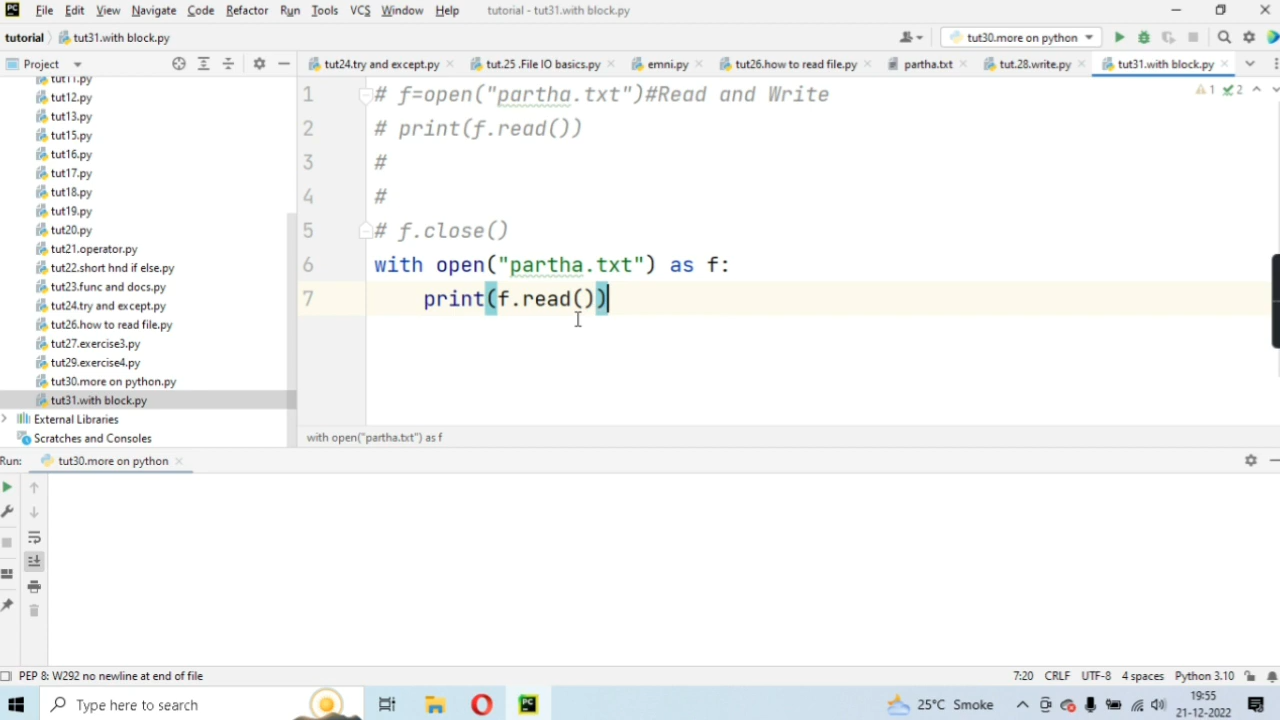 PC File Edit View Navigate Code Refactor Run Tools VCS Window Help tutorial - tut31.with block.py
tutorial tut31.with block.py tut30.more on python
Project tut24.try and except.py tut.25 .File IO basics.py emni.py tut26.how to read file.py partha.txt tut.28.write.py tut31.with block.py
tut11.py
tut12.py
tut13.py
tut15.py
tut16.py
tut17.py
tut18.py
tut19.py
tut20.py
tut21.operator.py
tut22.short hnd if else.py
tut23.func and docs.py
tut24.try and except.py
tut26.how to read file.py
tut27.exercise3.py
tut29.exercise4.py
tut30.more on python.py
tut31.with block.py
External Libraries
Scratches and Consoles
1 # f=open("partha.txt")#Read and Write
2 # print(f.read())
3 #
4 #
5 # f.close()
6 with open("partha.txt") as f:
7     print(f.read())
1 2
with open("partha.txt") as f
Run: tut30.more on python
PEP 8: W292 no newline at end of file 7:20 CRLF UTF-8 4 spaces Python 3.10
Type here to search PC 25°C Smoke 19:55
21-12-2022